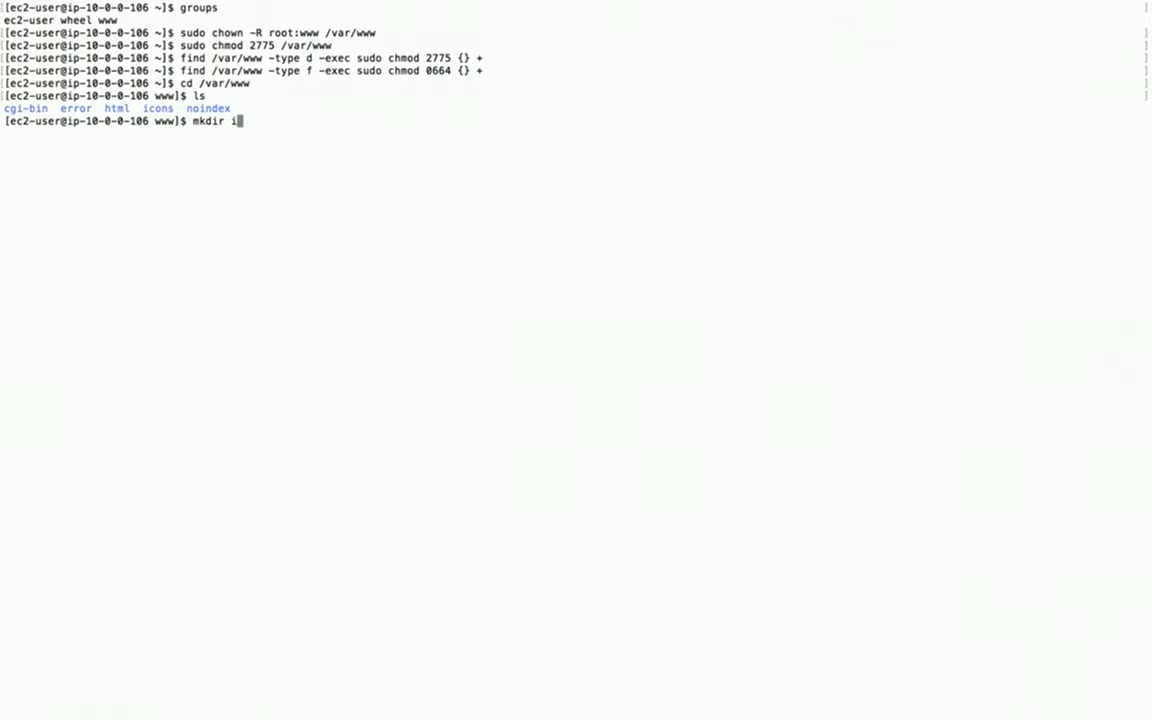 [[ec2-user@ip-10-0-0-106 ~]$ groups ]
ec2-user wheel www
[[ec2-user@ip-10-0-0-106 ~]$ sudo chown -R root:www /var/www ]
[[ec2-user@ip-10-0-0-106 ~]$ sudo chmod 2775 /var/www ]
[[ec2-user@ip-10-0-0-106 ~]$ find /var/www -type d -exec sudo chmod 2775 {} + ]
[[ec2-user@ip-10-0-0-106 ~]$ find /var/www -type f -exec sudo chmod 0664 {} + ]
[[ec2-user@ip-10-0-0-106 ~]$ cd /var/www ]
[[ec2-user@ip-10-0-0-106 www]$ ls ]
cgi-bin error html icons noindex
[ec2-user@ip-10-0-0-106 www]$ mkdir i